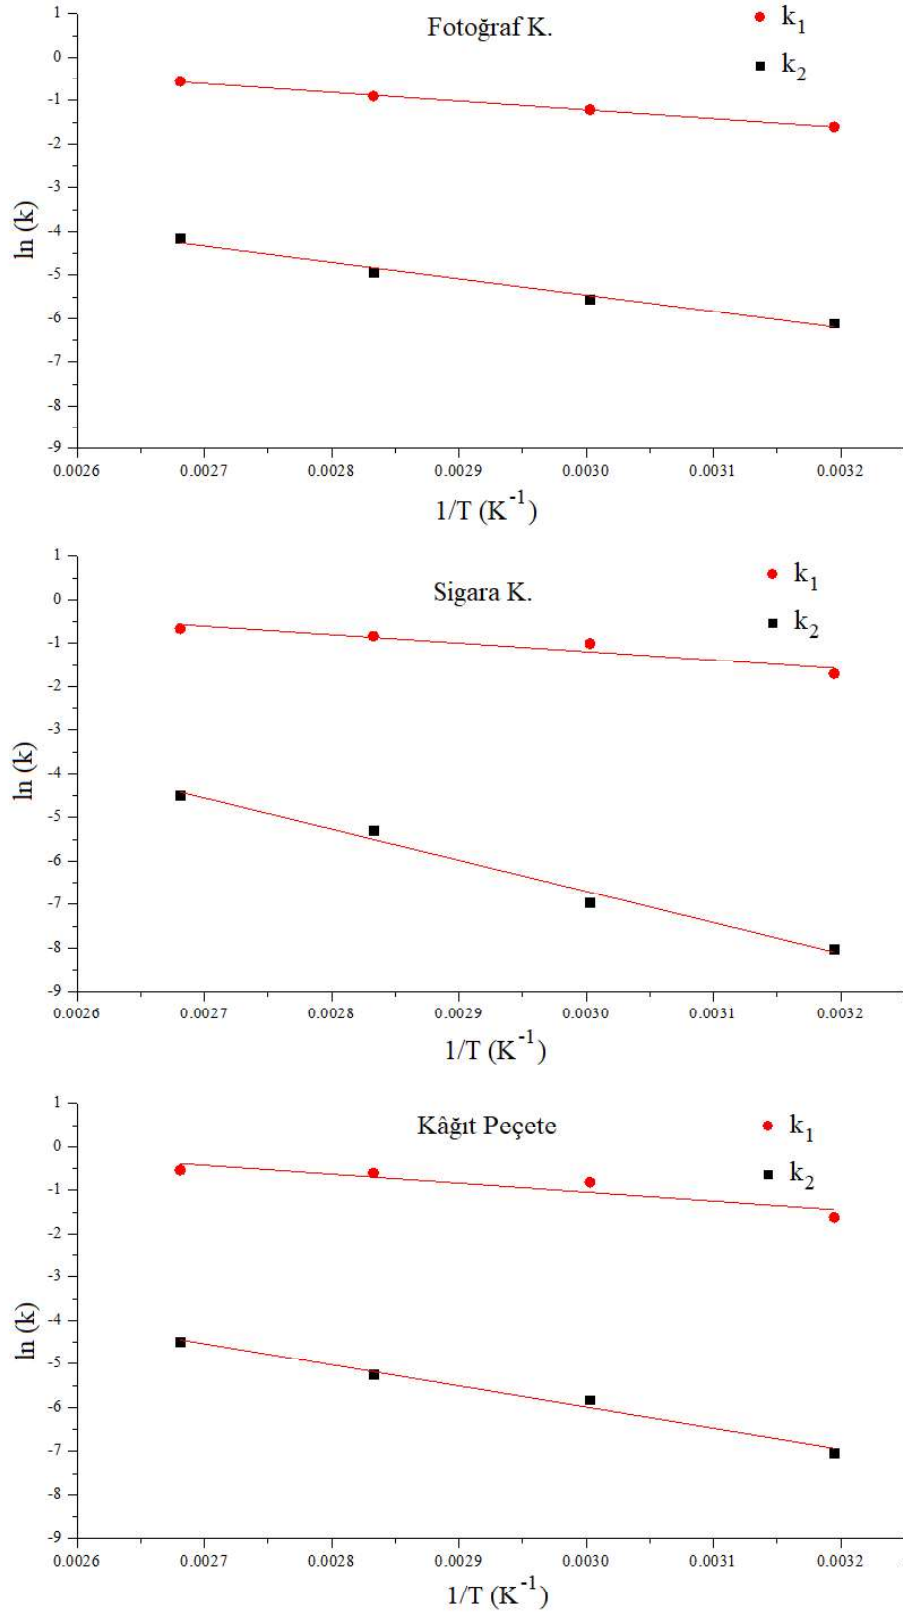 Fotoğraf K.
k1
k2
1
0
-1
-2
-3
-4
-5
-6
-7
-8
-9
ln (k)
0.0026 0.0027 0.0028 0.0029 0.0030 0.0031 0.0032
1/T (K-1)
Sigara K.
k1
k2
1
0
-1
-2
-3
-4
-5
-6
-7
-8
-9
ln (k)
0.0026 0.0027 0.0028 0.0029 0.0030 0.0031 0.0032
1/T (K-1)
Kâğıt Peçete
k1
k2
1
0
-1
-2
-3
-4
-5
-6
-7
-8
-9
ln (k)
0.0026 0.0027 0.0028 0.0029 0.0030 0.0031 0.0032
1/T (K-1)